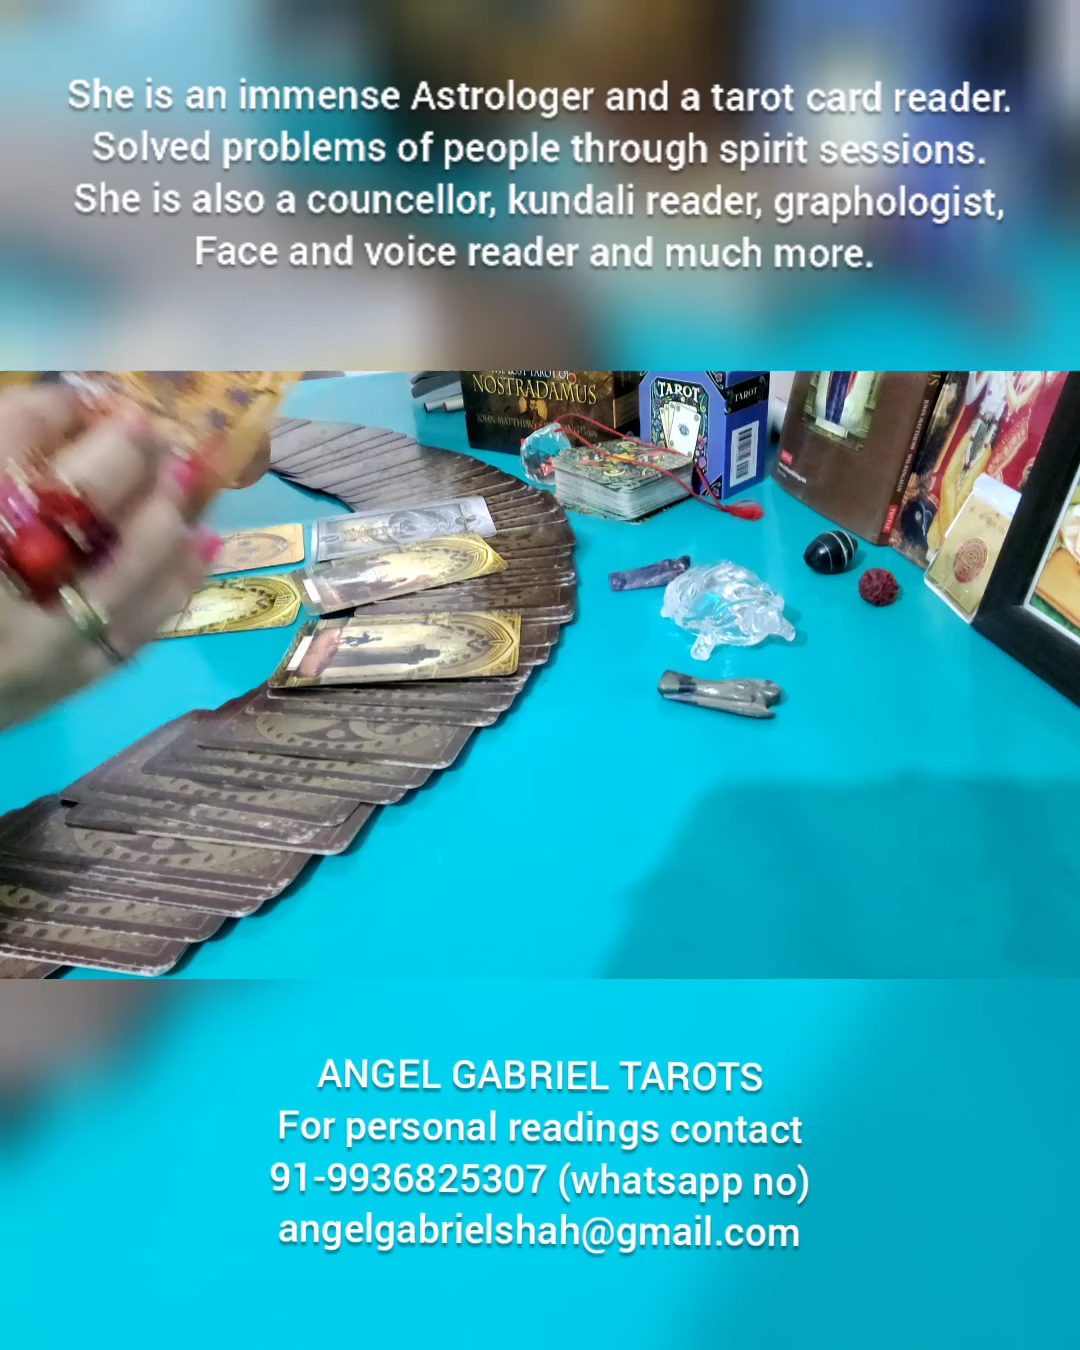 She is an immense Astrologer and a tarot card reader.
Solved problems of people through spirit sessions.
She is also a councellor, kundali reader, graphologist,
Face and voice reader and much more.
NOSTRADAMUS
TAROT
TAROT
ANGEL GABRIEL TAROTS
For personal readings contact
91-9936825307 (whatsapp no)
angelgabrielshah@gmail.com